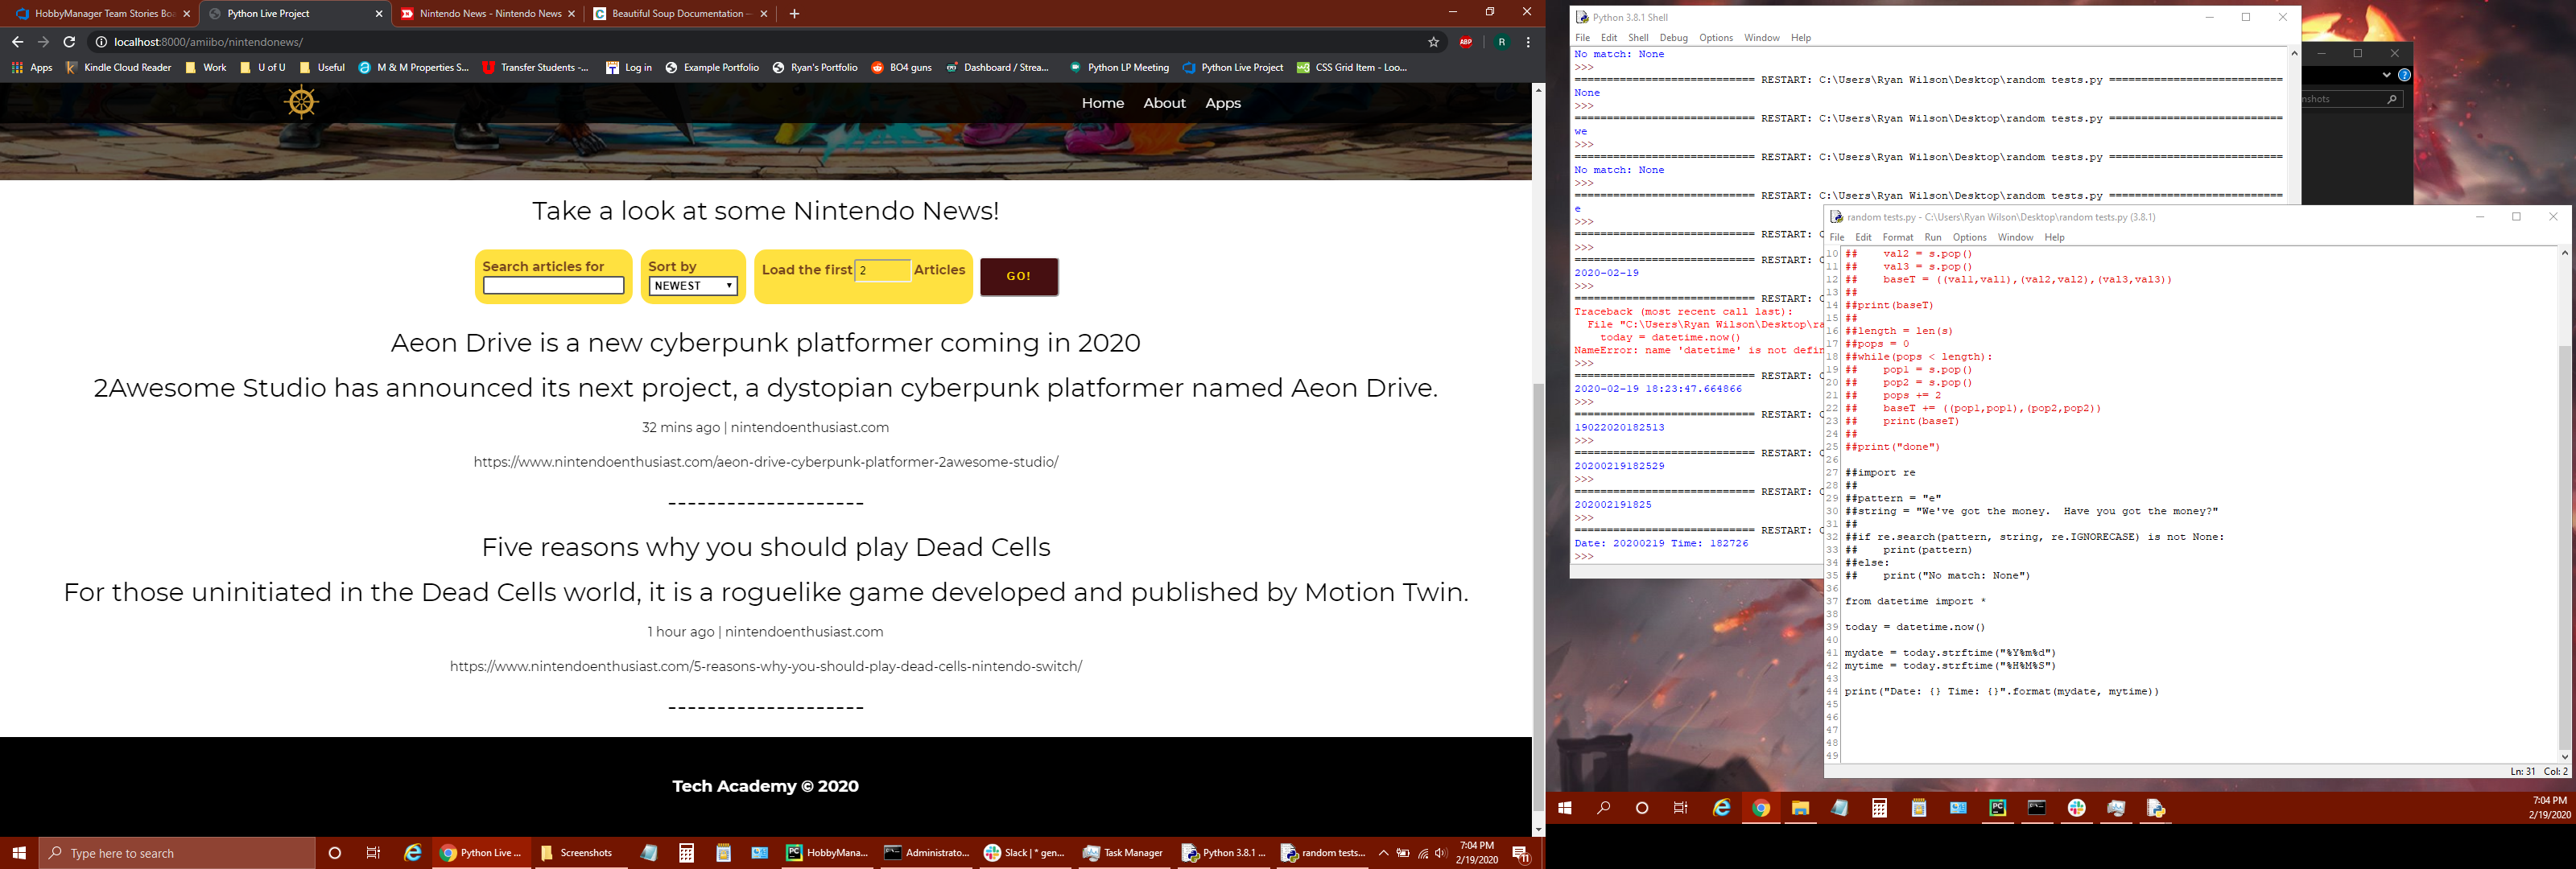 HobbyManager Team Stories Boa
Python Live Project
Nintendo News - Nintendo News
Beautiful Soup Documentation —
localhost:8000/amiibo/nintendonews/
ABP
R
Apps
Kindle Cloud Reader
Work
U of U
Useful
M & M Properties S...
Transfer Students -...
Log in
Example Portfolio
Ryan's Portfolio
BO4 guns
Dashboard / Strea...
Python LP Meeting
Python Live Project
CSS Grid Item - Loo...
Home About Apps
Take a look at some Nintendo News!
Search articles for
Sort by
NEWEST
Load the first 2 Articles
GO!
Aeon Drive is a new cyberpunk platformer coming in 2020
2Awesome Studio has announced its next project, a dystopian cyberpunk platformer named Aeon Drive.
32 mins ago | nintendoenthusiast.com
https://www.nintendoenthusiast.com/aeon-drive-cyberpunk-platformer-2awesome-studio/
--------------------
Five reasons why you should play Dead Cells
For those uninitiated in the Dead Cells world, it is a roguelike game developed and published by Motion Twin.
1 hour ago | nintendoenthusiast.com
https://www.nintendoenthusiast.com/5-reasons-why-you-should-play-dead-cells-nintendo-switch/
--------------------
Tech Academy © 2020
Type here to search
Python Live ...
Screenshots
HobbyMana...
Administrato...
Slack | * gen...
Task Manager
Python 3.8.1 ...
random tests...
7:04 PM
2/19/2020
11
Python 3.8.1 Shell
File Edit Shell Debug Options Window Help
No match: None
>>>
============================ RESTART: C:\Users\Ryan Wilson\Desktop\random tests.py ===========================
None
>>>
============================ RESTART: C:\Users\Ryan Wilson\Desktop\random tests.py ===========================
we
>>>
============================ RESTART: C:\Users\Ryan Wilson\Desktop\random tests.py ===========================
No match: None
>>>
============================ RESTART: C:\Users\Ryan Wilson\Desktop\random tests.py ===========================
e
>>>
============================ RESTART: C
>>>
============================ RESTART: C
2020-02-19
>>>
============================ RESTART: C
Traceback (most recent call last):
File "C:\Users\Ryan Wilson\Desktop\ra
today = datetime.now()
NameError: name 'datetime' is not defin
>>>
============================ RESTART: C
2020-02-19 18:23:47.664866
>>>
============================ RESTART: C
19022020182513
>>>
============================ RESTART: C
20200219182529
>>>
============================ RESTART: C
202002191825
>>>
============================ RESTART: C
Date: 20200219 Time: 182726
>>>
nshots
random tests.py - C:\Users\Ryan Wilson\Desktop\random tests.py (3.8.1)
File Edit Format Run Options Window Help
10 ##    val2 = s.pop()
11 ##    val3 = s.pop()
12 ##    baseT = ((val1,val1),(val2,val2),(val3,val3))
13 ##
14 ##print(baseT)
15 ##
16 ##length = len(s)
17 ##pops = 0
18 ##while(pops < length):
19 ##    pop1 = s.pop()
20 ##    pop2 = s.pop()
21 ##    pops += 2
22 ##    baseT += ((pop1,pop1),(pop2,pop2))
23 ##    print(baseT)
24 ##
25 ##print("done")
26
27 ##import re
28 ##
29 ##pattern = "e"
30 ##string = "We've got the money.  Have you got the money?"
31 ##
32 ##if re.search(pattern, string, re.IGNORECASE) is not None:
33 ##    print(pattern)
34 ##else:
35 ##    print("No match: None")
36
37 from datetime import *
38
39 today = datetime.now()
40
41 mydate = today.strftime("%Y%m%d")
42 mytime = today.strftime("%H%M%S")
43
44 print("Date: {} Time: {}".format(mydate, mytime))
45
46
47
48
49
Ln: 31 Col: 2
7:04 PM
2/19/2020